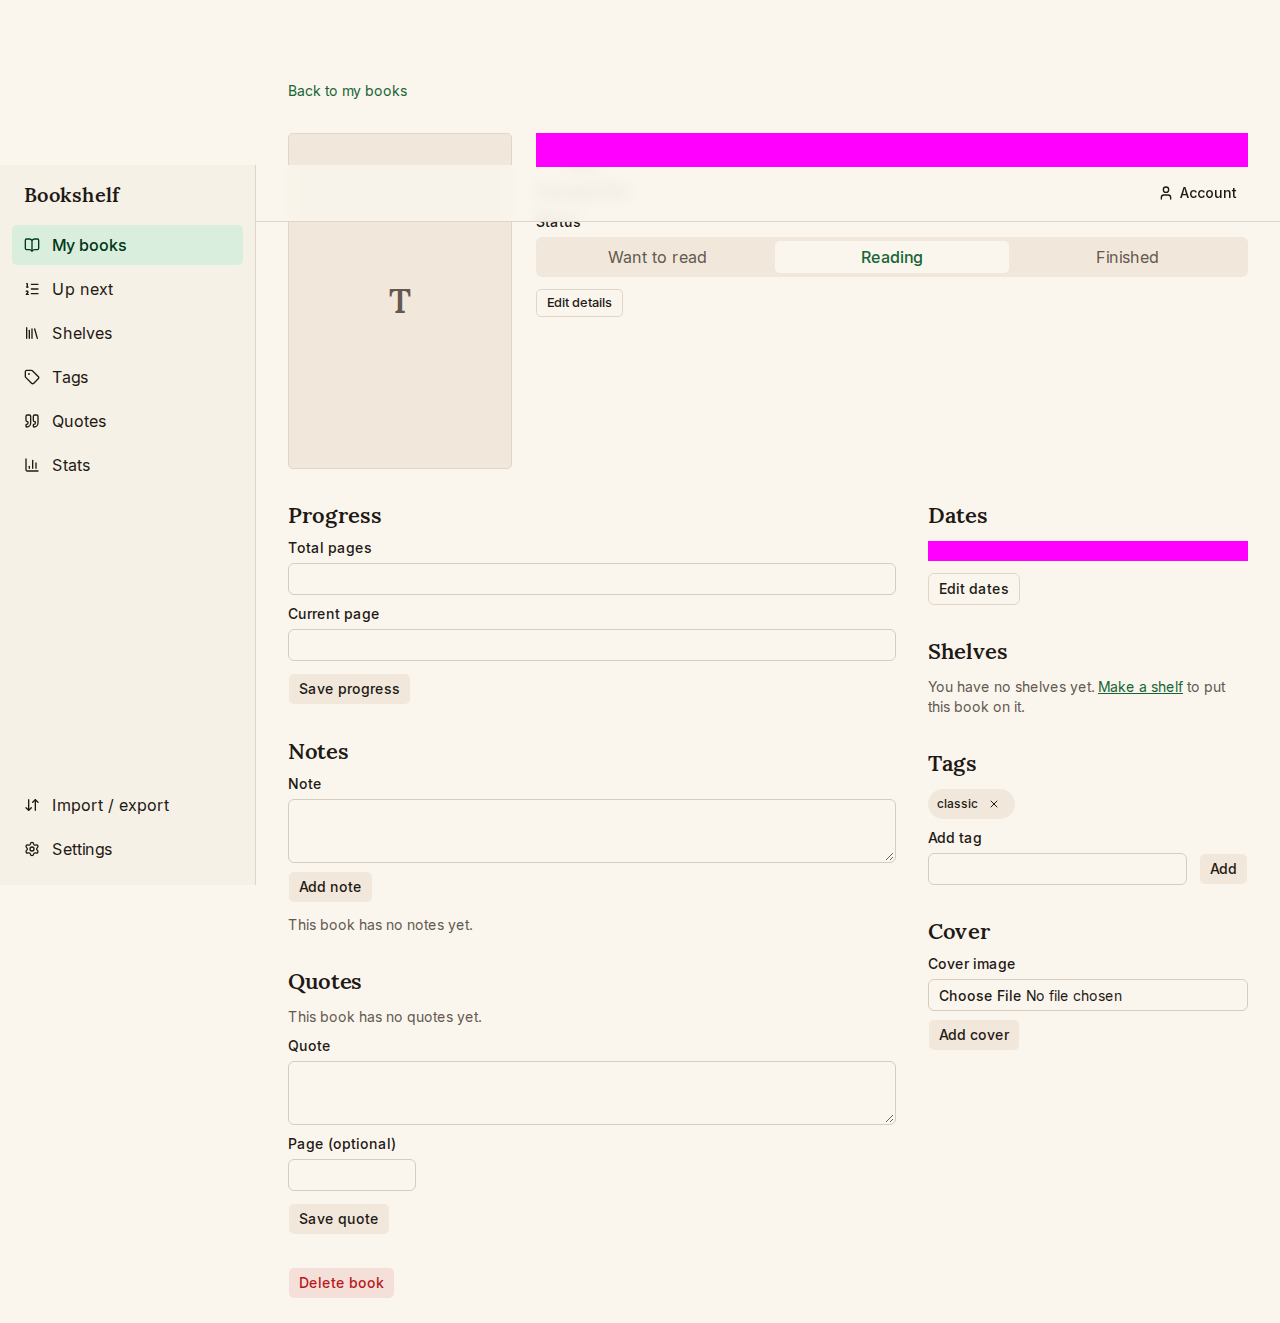 Back to my books
Bookshelf
Account
My books
Up next
Shelves
Tags
Quotes
Stats
Import / export
Settings
T
Status
Want to read
Reading
Finished
Edit details
Progress
Total pages
Current page
Save progress
Notes
Note
Add note
This book has no notes yet.
Quotes
This book has no quotes yet.
Quote
Page (optional)
Save quote
Delete book
Dates
Edit dates
Shelves
You have no shelves yet. Make a shelf to put
this book on it.
Tags
classic
Add tag
Add
Cover
Cover image
Choose File No file chosen
Add cover